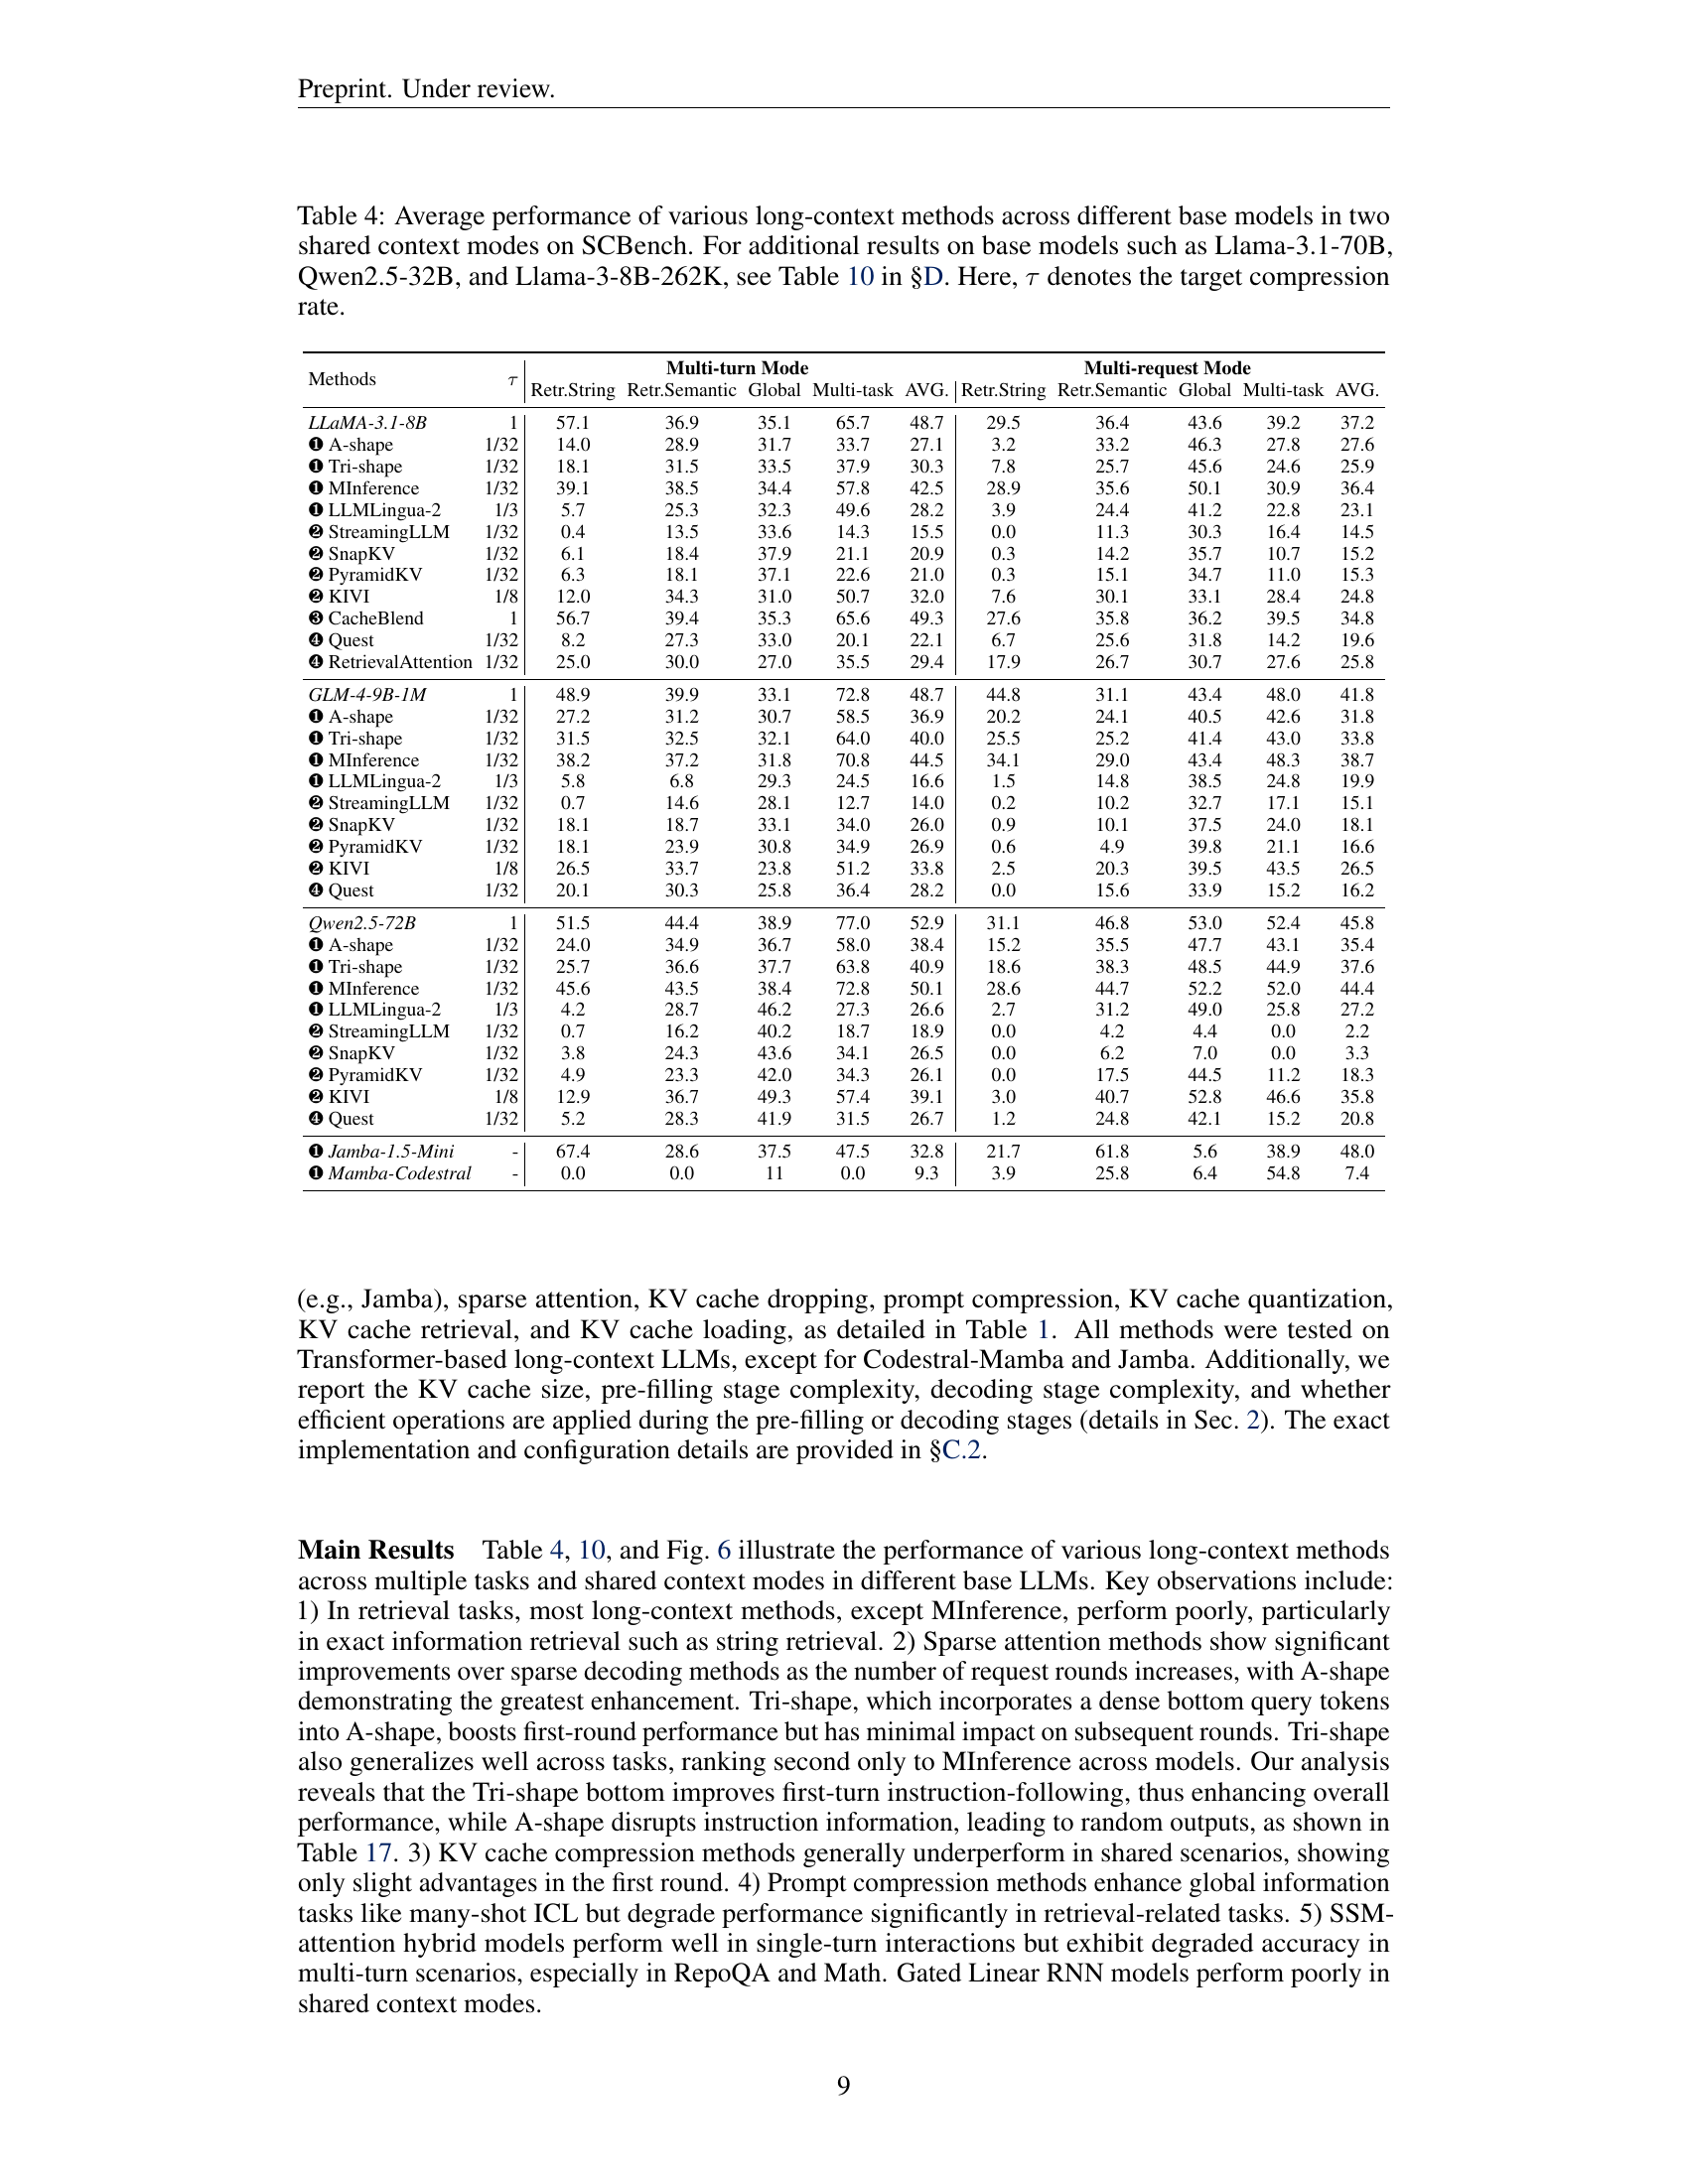 Preprint. Under review.
Table 4: Average performance of various long-context methods across different base models in two
shared context modes on SCBench. For additional results on base models such as Llama-3.1-70B,
Qwen2.5-32B, and Llama-3-8B-262K, see Table 10 in §D. Here, τ denotes the target compression
rate.
Methods τ Multi-turn Mode Multi-request Mode
Retr.String Retr.Semantic Global Multi-task AVG. Retr.String Retr.Semantic Global Multi-task AVG.
LLaMA-3.1-8B 1 57.1 36.9 35.1 65.7 48.7 29.5 36.4 43.6 39.2 37.2
❶ A-shape 1/32 14.0 28.9 31.7 33.7 27.1 3.2 33.2 46.3 27.8 27.6
❶ Tri-shape 1/32 18.1 31.5 33.5 37.9 30.3 7.8 25.7 45.6 24.6 25.9
❶ MInference 1/32 39.1 38.5 34.4 57.8 42.5 28.9 35.6 50.1 30.9 36.4
❶ LLMLingua-2 1/3 5.7 25.3 32.3 49.6 28.2 3.9 24.4 41.2 22.8 23.1
❷ StreamingLLM 1/32 0.4 13.5 33.6 14.3 15.5 0.0 11.3 30.3 16.4 14.5
❷ SnapKV 1/32 6.1 18.4 37.9 21.1 20.9 0.3 14.2 35.7 10.7 15.2
❷ PyramidKV 1/32 6.3 18.1 37.1 22.6 21.0 0.3 15.1 34.7 11.0 15.3
❷ KIVI 1/8 12.0 34.3 31.0 50.7 32.0 7.6 30.1 33.1 28.4 24.8
❸ CacheBlend 1 56.7 39.4 35.3 65.6 49.3 27.6 35.8 36.2 39.5 34.8
❹ Quest 1/32 8.2 27.3 33.0 20.1 22.1 6.7 25.6 31.8 14.2 19.6
❹ RetrievalAttention 1/32 25.0 30.0 27.0 35.5 29.4 17.9 26.7 30.7 27.6 25.8
GLM-4-9B-1M 1 48.9 39.9 33.1 72.8 48.7 44.8 31.1 43.4 48.0 41.8
❶ A-shape 1/32 27.2 31.2 30.7 58.5 36.9 20.2 24.1 40.5 42.6 31.8
❶ Tri-shape 1/32 31.5 32.5 32.1 64.0 40.0 25.5 25.2 41.4 43.0 33.8
❶ MInference 1/32 38.2 37.2 31.8 70.8 44.5 34.1 29.0 43.4 48.3 38.7
❶ LLMLingua-2 1/3 5.8 6.8 29.3 24.5 16.6 1.5 14.8 38.5 24.8 19.9
❷ StreamingLLM 1/32 0.7 14.6 28.1 12.7 14.0 0.2 10.2 32.7 17.1 15.1
❷ SnapKV 1/32 18.1 18.7 33.1 34.0 26.0 0.9 10.1 37.5 24.0 18.1
❷ PyramidKV 1/32 18.1 23.9 30.8 34.9 26.9 0.6 4.9 39.8 21.1 16.6
❷ KIVI 1/8 26.5 33.7 23.8 51.2 33.8 2.5 20.3 39.5 43.5 26.5
❹ Quest 1/32 20.1 30.3 25.8 36.4 28.2 0.0 15.6 33.9 15.2 16.2
Qwen2.5-72B 1 51.5 44.4 38.9 77.0 52.9 31.1 46.8 53.0 52.4 45.8
❶ A-shape 1/32 24.0 34.9 36.7 58.0 38.4 15.2 35.5 47.7 43.1 35.4
❶ Tri-shape 1/32 25.7 36.6 37.7 63.8 40.9 18.6 38.3 48.5 44.9 37.6
❶ MInference 1/32 45.6 43.5 38.4 72.8 50.1 28.6 44.7 52.2 52.0 44.4
❶ LLMLingua-2 1/3 4.2 28.7 46.2 27.3 26.6 2.7 31.2 49.0 25.8 27.2
❷ StreamingLLM 1/32 0.7 16.2 40.2 18.7 18.9 0.0 4.2 4.4 0.0 2.2
❷ SnapKV 1/32 3.8 24.3 43.6 34.1 26.5 0.0 6.2 7.0 0.0 3.3
❷ PyramidKV 1/32 4.9 23.3 42.0 34.3 26.1 0.0 17.5 44.5 11.2 18.3
❷ KIVI 1/8 12.9 36.7 49.3 57.4 39.1 3.0 40.7 52.8 46.6 35.8
❹ Quest 1/32 5.2 28.3 41.9 31.5 26.7 1.2 24.8 42.1 15.2 20.8
❶ Jamba-1.5-Mini - 67.4 28.6 37.5 47.5 32.8 21.7 61.8 5.6 38.9 48.0
❶ Mamba-Codestral - 0.0 0.0 11 0.0 9.3 3.9 25.8 6.4 54.8 7.4
(e.g., Jamba), sparse attention, KV cache dropping, prompt compression, KV cache quantization,
KV cache retrieval, and KV cache loading, as detailed in Table 1. All methods were tested on
Transformer-based long-context LLMs, except for Codestral-Mamba and Jamba. Additionally, we
report the KV cache size, pre-filling stage complexity, decoding stage complexity, and whether
efficient operations are applied during the pre-filling or decoding stages (details in Sec. 2). The exact
implementation and configuration details are provided in §C.2.
Main Results Table 4, 10, and Fig. 6 illustrate the performance of various long-context methods
across multiple tasks and shared context modes in different base LLMs. Key observations include:
1) In retrieval tasks, most long-context methods, except MInference, perform poorly, particularly
in exact information retrieval such as string retrieval. 2) Sparse attention methods show significant
improvements over sparse decoding methods as the number of request rounds increases, with A-shape
demonstrating the greatest enhancement. Tri-shape, which incorporates a dense bottom query tokens
into A-shape, boosts first-round performance but has minimal impact on subsequent rounds. Tri-shape
also generalizes well across tasks, ranking second only to MInference across models. Our analysis
reveals that the Tri-shape bottom improves first-turn instruction-following, thus enhancing overall
performance, while A-shape disrupts instruction information, leading to random outputs, as shown in
Table 17. 3) KV cache compression methods generally underperform in shared scenarios, showing
only slight advantages in the first round. 4) Prompt compression methods enhance global information
tasks like many-shot ICL but degrade performance significantly in retrieval-related tasks. 5) SSM-
attention hybrid models perform well in single-turn interactions but exhibit degraded accuracy in
multi-turn scenarios, especially in RepoQA and Math. Gated Linear RNN models perform poorly in
shared context modes.
9